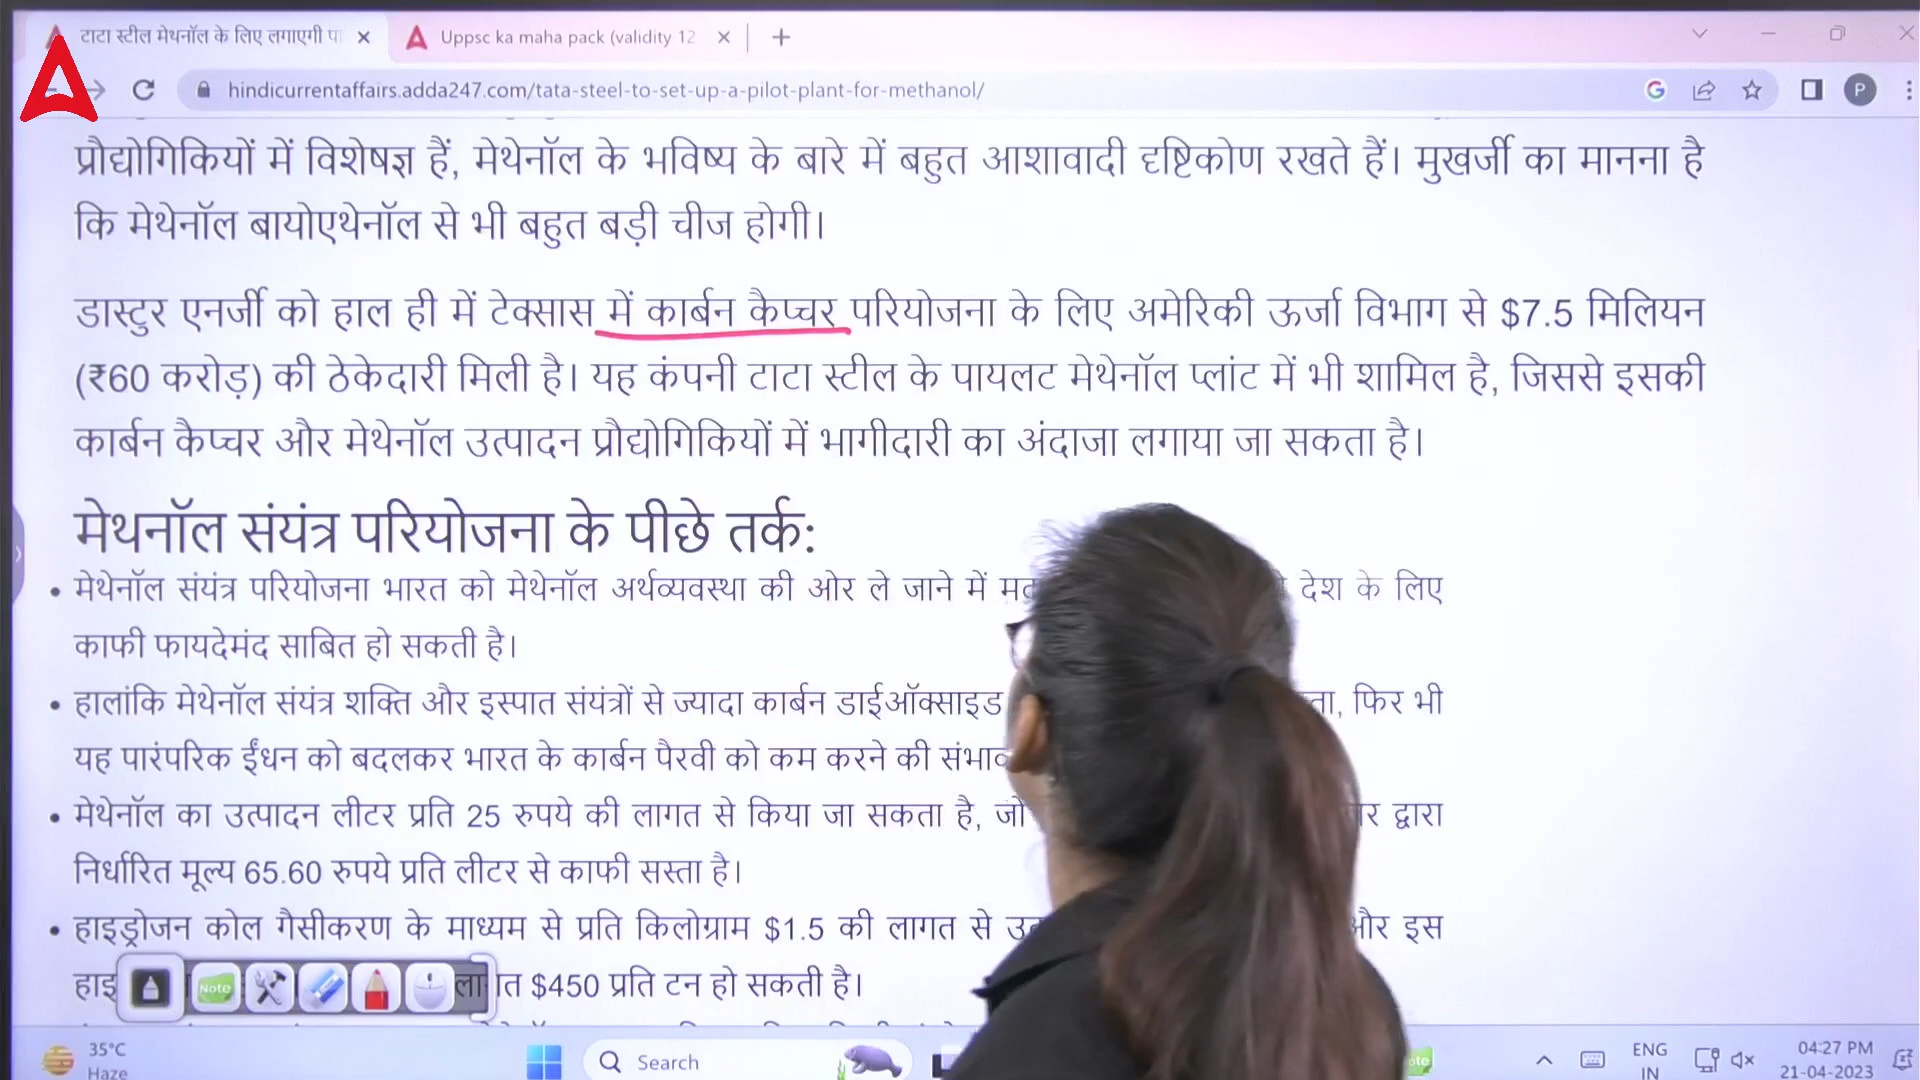 टाटा स्टील मेथनॉल के लिए लगाएगी
Uppsc ka maha pack (validity 12
hindicurrentaffairs.adda247.com/tata-steel-to-set-up-a-pilot-plant-for-methanol/
P
प्रौद्योगिकियों में विशेषज्ञ हैं, मेथेनॉल के भविष्य के बारे में बहुत आशावादी दृष्टिकोण रखते हैं। मुखर्जी का मानना है
कि मेथेनॉल बायोएथेनॉल से भी बहुत बड़ी चीज होगी।
डास्टुर एनर्जी को हाल ही में टेक्सास में कार्बन कैप्चर परियोजना के लिए अमेरिकी ऊर्जा विभाग से $7.5 मिलियन
(₹60 करोड़) की ठेकेदारी मिली है। यह कंपनी टाटा स्टील के पायलट मेथेनॉल प्लांट में भी शामिल है, जिससे इसकी
कार्बन कैप्चर और मेथेनॉल उत्पादन प्रौद्योगिकियों में भागीदारी का अंदाजा लगाया जा सकता है।
मेथनॉल संयंत्र परियोजना के पीछे तर्क:
• मेथेनॉल संयंत्र परियोजना भारत को मेथेनॉल अर्थव्यवस्था की ओर ले जाने में देश के लिए
काफी फायदेमंद साबित हो सकती है।
• हालांकि मेथेनॉल संयंत्र शक्ति और इस्पात संयंत्रों से ज्यादा कार्बन डाईऑक्साइड फिर भी
यह पारंपरिक ईंधन को बदलकर भारत के कार्बन पैरवी को कम करने की
• मेथेनॉल का उत्पादन लीटर प्रति 25 रुपये की लागत से किया जा सकता है, जो द्वारा
निर्धारित मूल्य 65.60 रुपये प्रति लीटर से काफी सस्ता है।
• हाइड्रोजन कोल गैसीकरण के माध्यम से प्रति किलोग्राम $1.5 की लागत से और इस
$450 प्रति टन हो सकती है।
Note
35°C
Haze
Search
ENG
IN
04:27 PM
21-04-2023